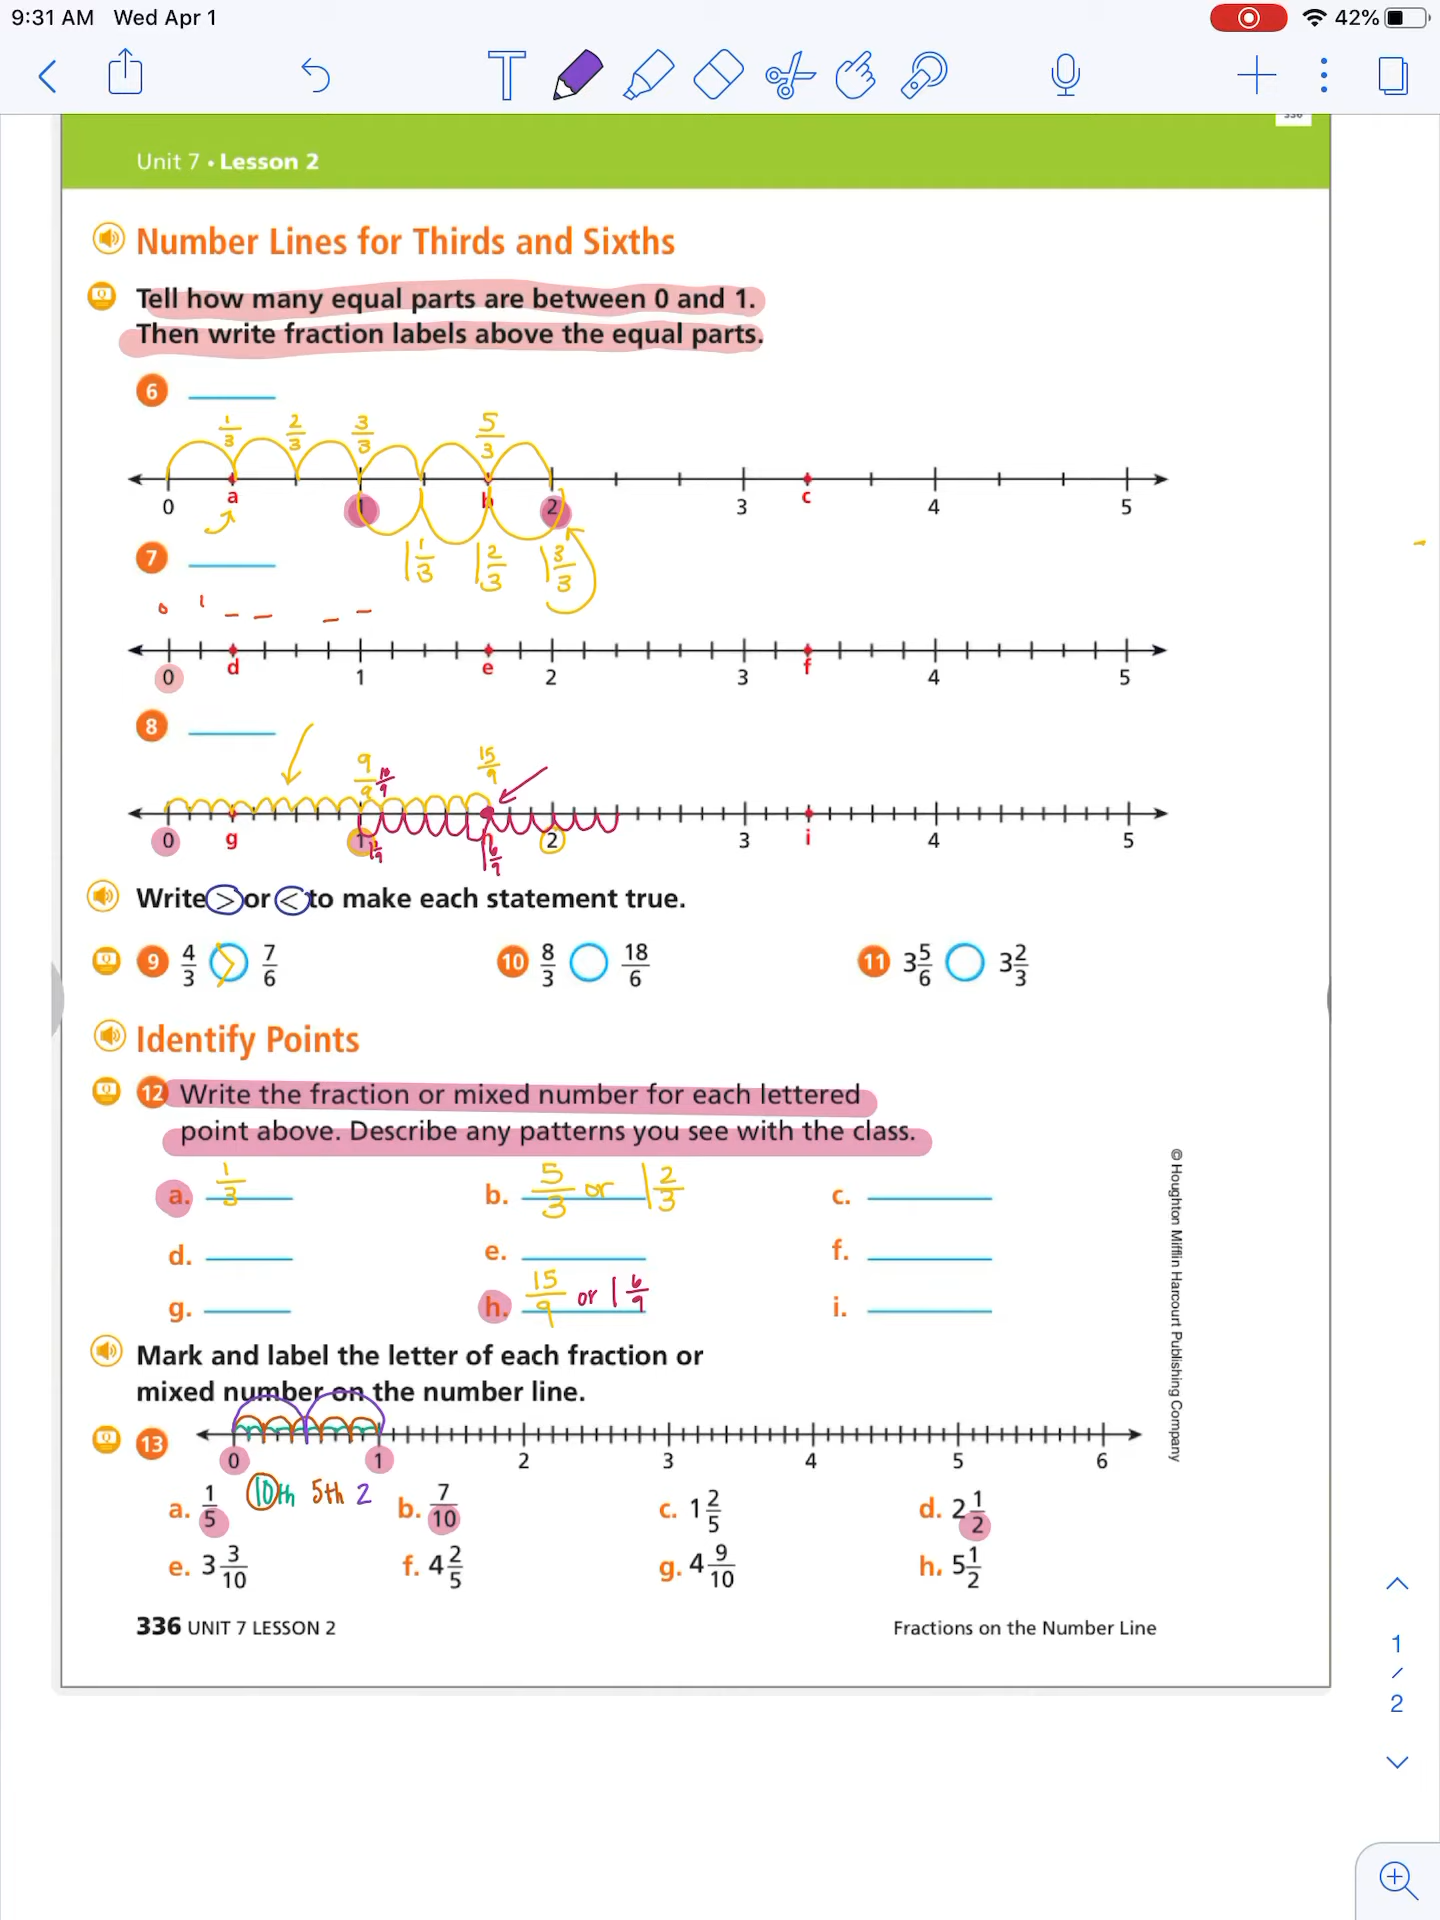 9:31 AM Wed Apr 1 42%
336
Unit 7 • Lesson 2
Number Lines for Thirds and Sixths
Tell how many equal parts are between 0 and 1.
Then write fraction labels above the equal parts.
6
1/3 2/3 3/3 5/3
a b c
0 1 2 3 4 5
1 1/3 1 2/3 1 3/3
7
0 1
d e f
0 1 2 3 4 5
8
9/9 10/9 15/9
0 g 1 2 3 i 4 5
1 1/9 1 6/9
Write > or < to make each statement true.
9 4/3 > 7/6 10 8/3 18/6 11 3 5/6 3 2/3
Identify Points
12 Write the fraction or mixed number for each lettered
point above. Describe any patterns you see with the class.
a. 1/3 b. 5/3 or 1 2/3 c.
d. e. f.
g. h. 15/9 or 1 6/9 i.
Mark and label the letter of each fraction or
mixed number on the number line.
13
0 1 2 3 4 5 6
10th 5th 2
a. 1/5 b. 7/10 c. 1 2/5 d. 2 1/2
e. 3 3/10 f. 4 2/5 g. 4 9/10 h. 5 1/2
336 UNIT 7 LESSON 2 Fractions on the Number Line
© Houghton Mifflin Harcourt Publishing Company
1
/
2